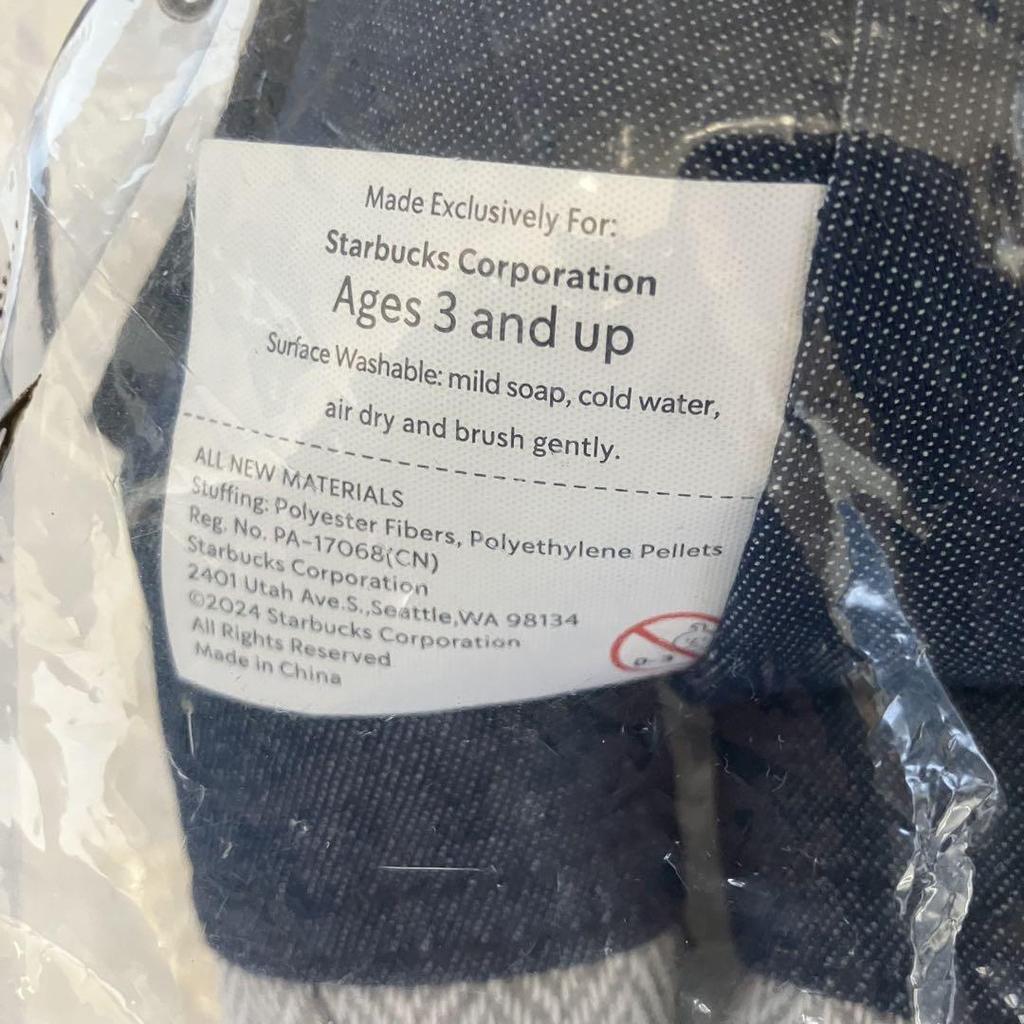 Made Exclusively For:
Starbucks Corporation
Ages 3 and up
Surface Washable: mild soap, cold water,
air dry and brush gently.
ALL NEW MATERIALS
Stuffing: Polyester Fibers, Polyethylene Pellets
Reg. No. PA-17068(CN)
Starbucks Corporation
2401 Utah Ave.S.,Seattle,WA 98134
©2024 Starbucks Corporation
All Rights Reserved
Made in China
0-3